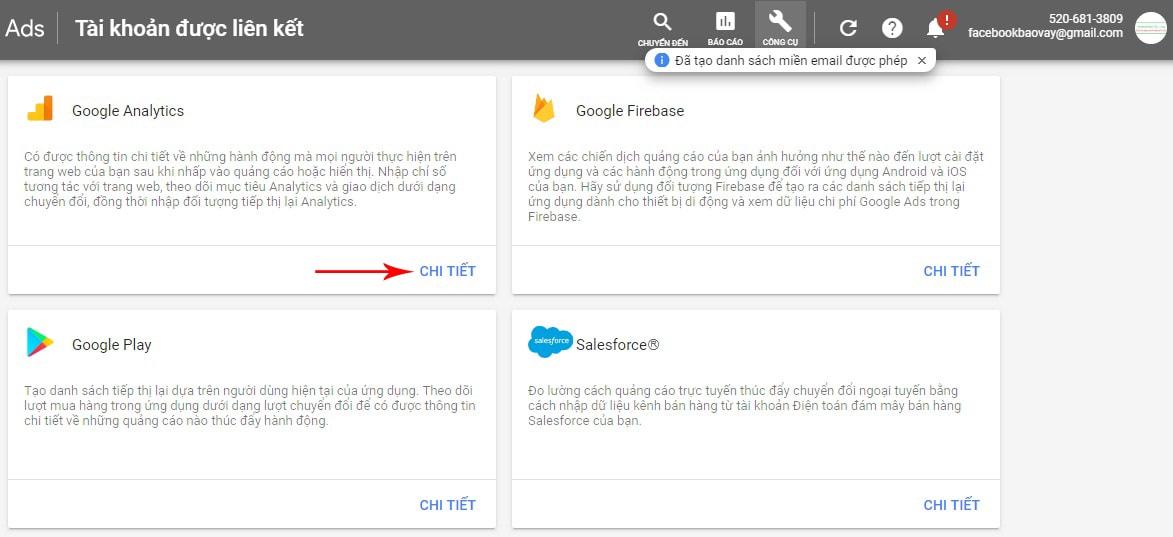 Ads
Tài khoản được liên kết
CHUYỂN ĐẾN
BÁO CÁO
CÔNG CỤ
!
520-681-3809
facebookbaovay@gmail.com
Đã tạo danh sách miền email được phép
Google Analytics
Có được thông tin chi tiết về những hành động mà mọi người thực hiện trên
trang web của bạn sau khi nhấp vào quảng cáo hoặc hiển thị. Nhập chỉ số
tương tác với trang web, theo dõi mục tiêu Analytics và giao dịch dưới dạng
chuyển đổi, đồng thời nhập đối tượng tiếp thị lại Analytics.
CHI TIẾT
Google Firebase
Xem các chiến dịch quảng cáo của bạn ảnh hưởng như thế nào đến lượt cài đặt
ứng dụng và các hành động trong ứng dụng đối với ứng dụng Android và iOS
của bạn. Hãy sử dụng đối tượng Firebase để tạo ra các danh sách tiếp thị lại
ứng dụng dành cho thiết bị di động và xem dữ liệu chi phí Google Ads trong
Firebase.
CHI TIẾT
Google Play
Tạo danh sách tiếp thị lại dựa trên người dùng hiện tại của ứng dụng. Theo dõi
lượt mua hàng trong ứng dụng dưới dạng lượt chuyển đổi để có được thông tin
chi tiết về những quảng cáo nào thúc đẩy hành động.
CHI TIẾT
salesforce
Salesforce®
Đo lường cách quảng cáo trực tuyến thúc đẩy chuyển đổi ngoại tuyến bằng
cách nhập dữ liệu kênh bán hàng từ tài khoản Điện toán đám mây bán hàng
Salesforce của bạn.
CHI TIẾT